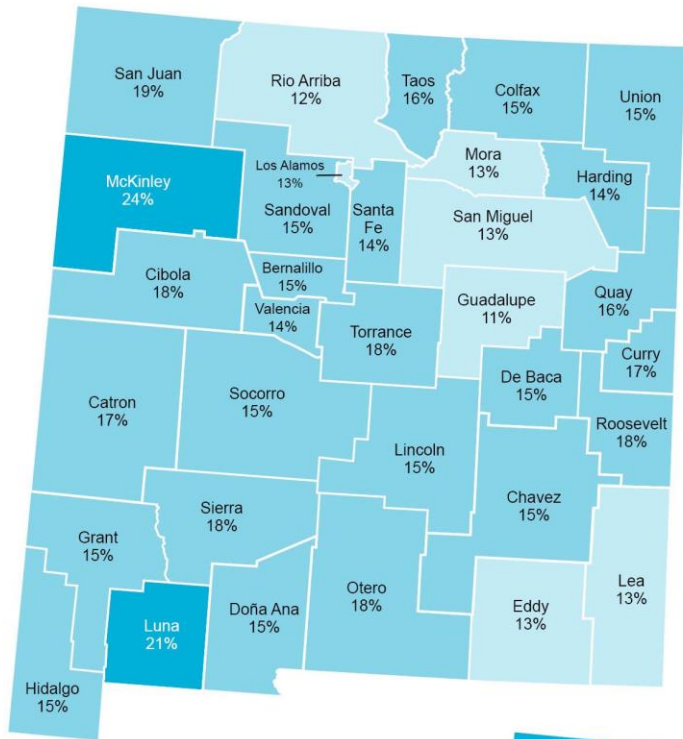 San Juan
19%
Rio Arriba
12%
Taos
16%
Colfax
15%
Union
15%
McKinley
24%
Los Alamos
13%
Sandoval
15%
Santa
Fe
14%
Mora
13%
Harding
14%
San Miguel
13%
Cibola
18%
Bernalillo
15%
Valencia
14%
Torrance
18%
Guadalupe
11%
Quay
16%
Curry
17%
De Baca
15%
Roosevelt
18%
Catron
17%
Socorro
15%
Lincoln
15%
Chavez
15%
Sierra
18%
Grant
15%
Luna
21%
Doña Ana
15%
Otero
18%
Eddy
13%
Lea
13%
Hidalgo
15%